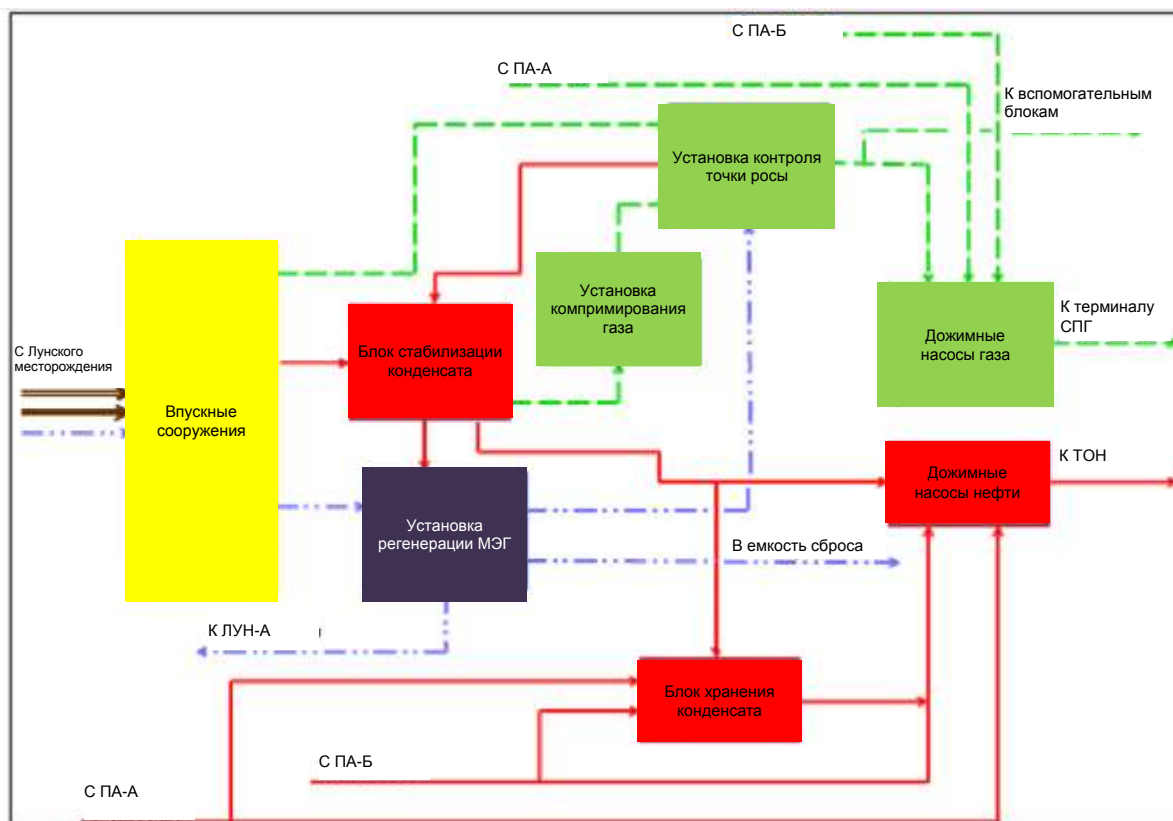 С ПА-Б
С ПА-А
К вспомогательным
блокам
Установка контроля
точки росы
Установка
компримирования
газа
К терминалу
СПГ
Дожимные
насосы газа
С Лунского
месторождения
Блок стабилизации
конденсата
Впускные
сооружения
К ТОН
Дожимные
насосы нефти
Установка
регенерации МЭГ
В емкость сброса
К ЛУН-А
Блок хранения
конденсата
С ПА-Б
С ПА-А